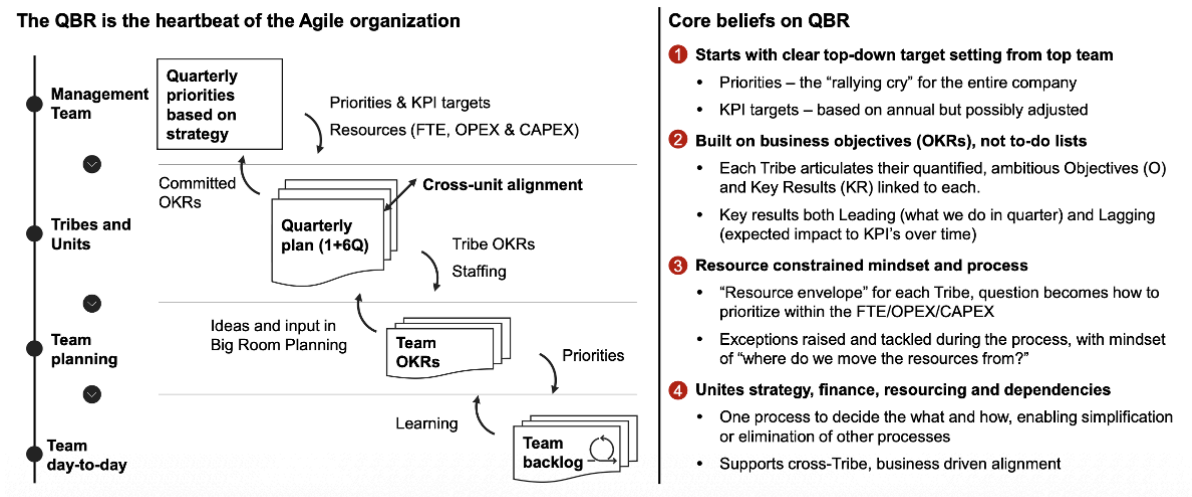 The QBR is the heartbeat of the Agile organization
Management
Team
Quarterly
priorities
based on
strategy
Priorities & KPI targets
Resources (FTE, OPEX & CAPEX)
Committed
OKRs
Cross-unit alignment
Tribes and
Units
Quarterly
plan (1+6Q)
Tribe OKRs
Staffing
Ideas and input in
Big Room Planning
Team
planning
Team
OKRs
Priorities
Learning
Team
day-to-day
Team
backlog
Core beliefs on QBR
1 Starts with clear top-down target setting from top team
• Priorities – the “rallying cry” for the entire company
• KPI targets – based on annual but possibly adjusted
2 Built on business objectives (OKRs), not to-do lists
• Each Tribe articulates their quantified, ambitious Objectives (O)
and Key Results (KR) linked to each.
• Key results both Leading (what we do in quarter) and Lagging
(expected impact to KPI’s over time)
3 Resource constrained mindset and process
• “Resource envelope” for each Tribe, question becomes how to
prioritize within the FTE/OPEX/CAPEX
• Exceptions raised and tackled during the process, with mindset
of “where do we move the resources from?”
4 Unites strategy, finance, resourcing and dependencies
• One process to decide the what and how, enabling simplification
or elimination of other processes
• Supports cross-Tribe, business driven alignment